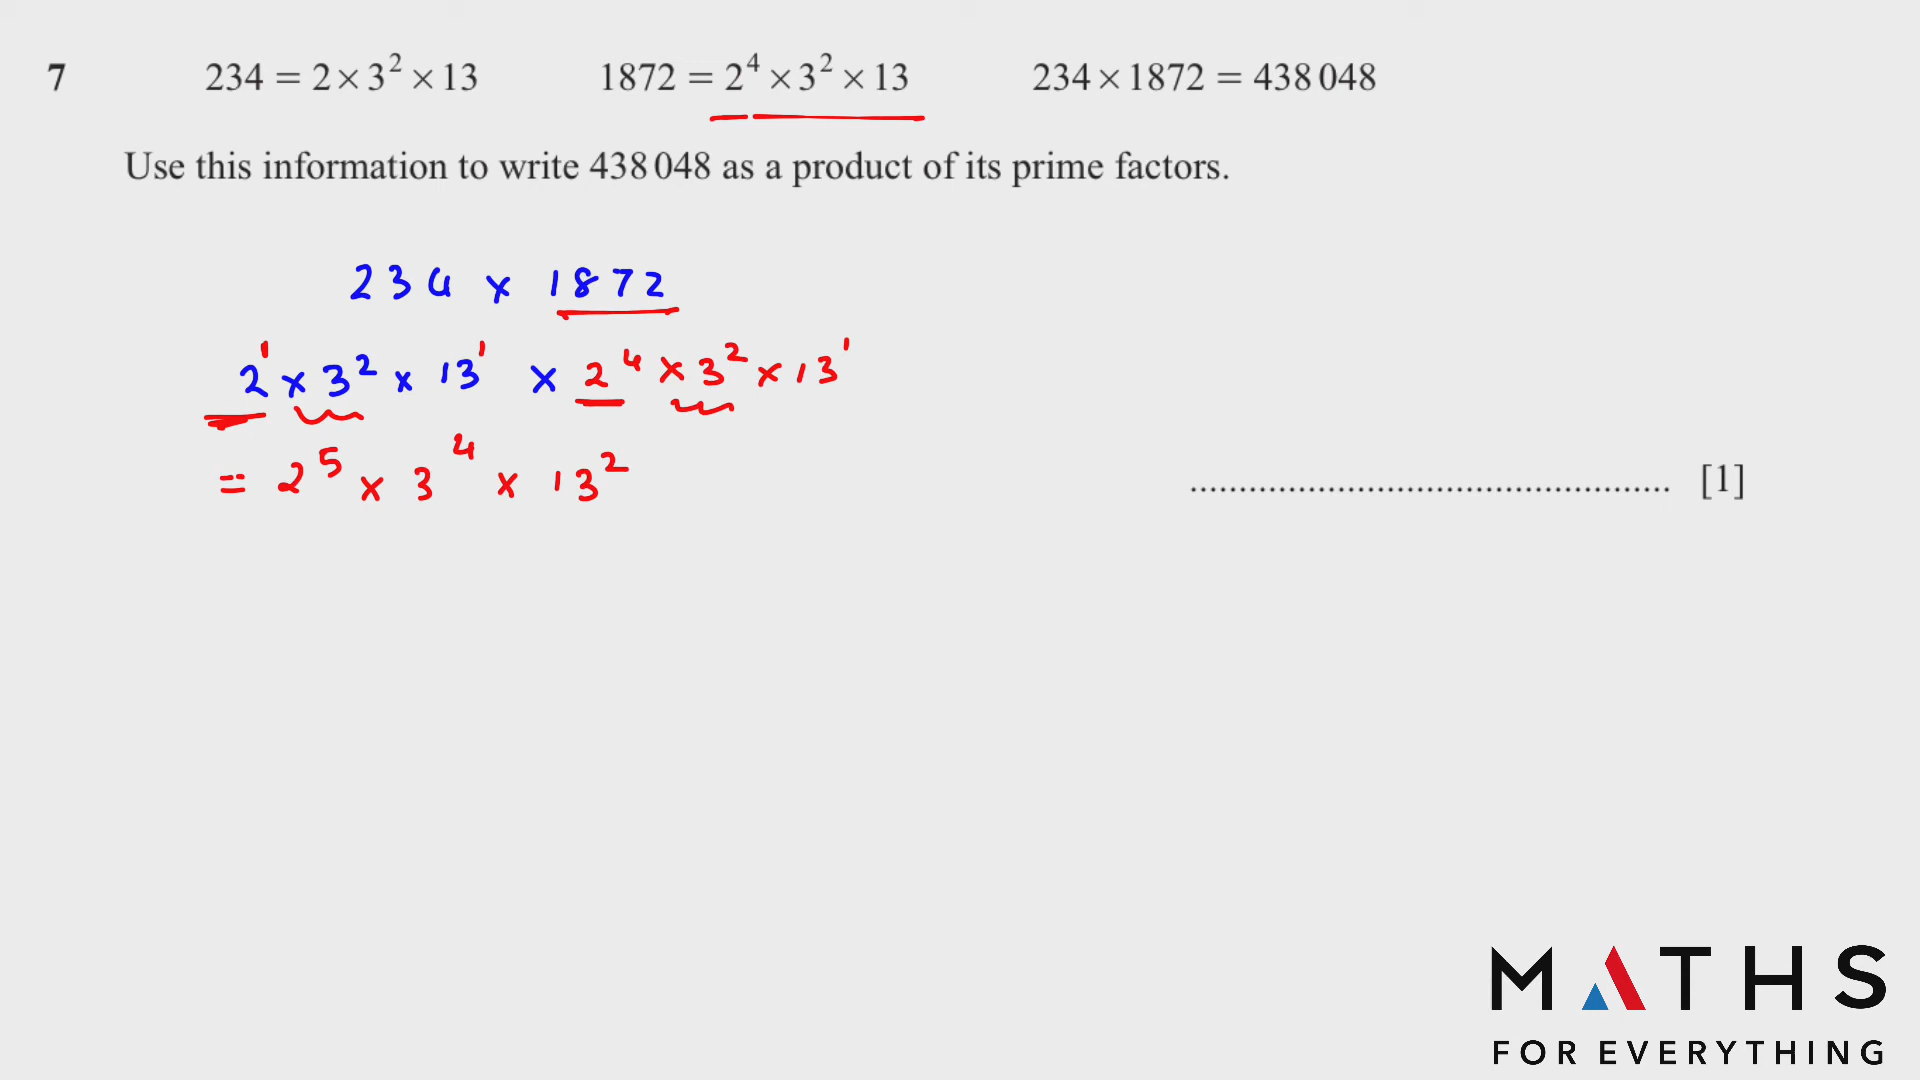 7 234 = 2 × 3² × 13 1872 = 2⁴ × 3² × 13 234 × 1872 = 438 048
Use this information to write 438 048 as a product of its prime factors.
234 × 1872
2¹ × 3² × 13¹ × 2⁴ × 3² × 13¹
= 2⁵ × 3⁴ × 13²
................................................. [1]
MATHS
FOR EVERYTHING